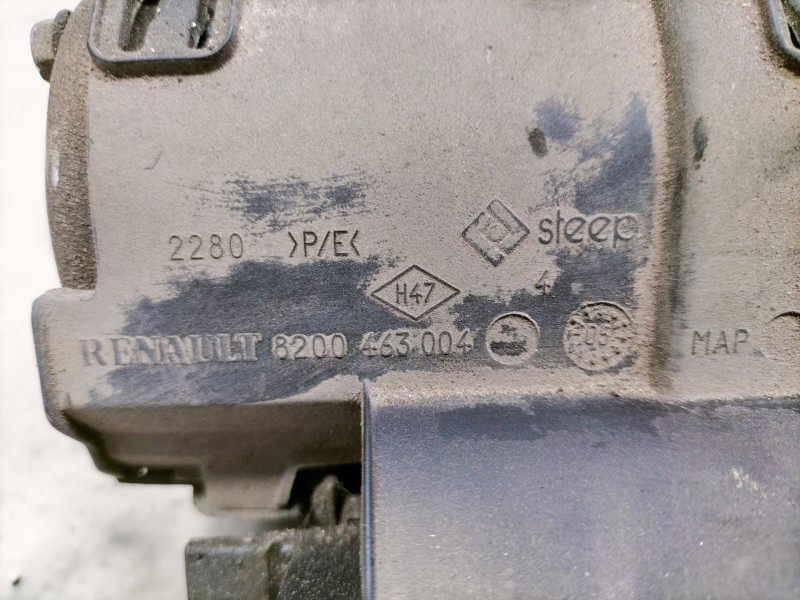 steep
2280 >P/E<
H47
4
RENAULT 8200 463 004
MAP